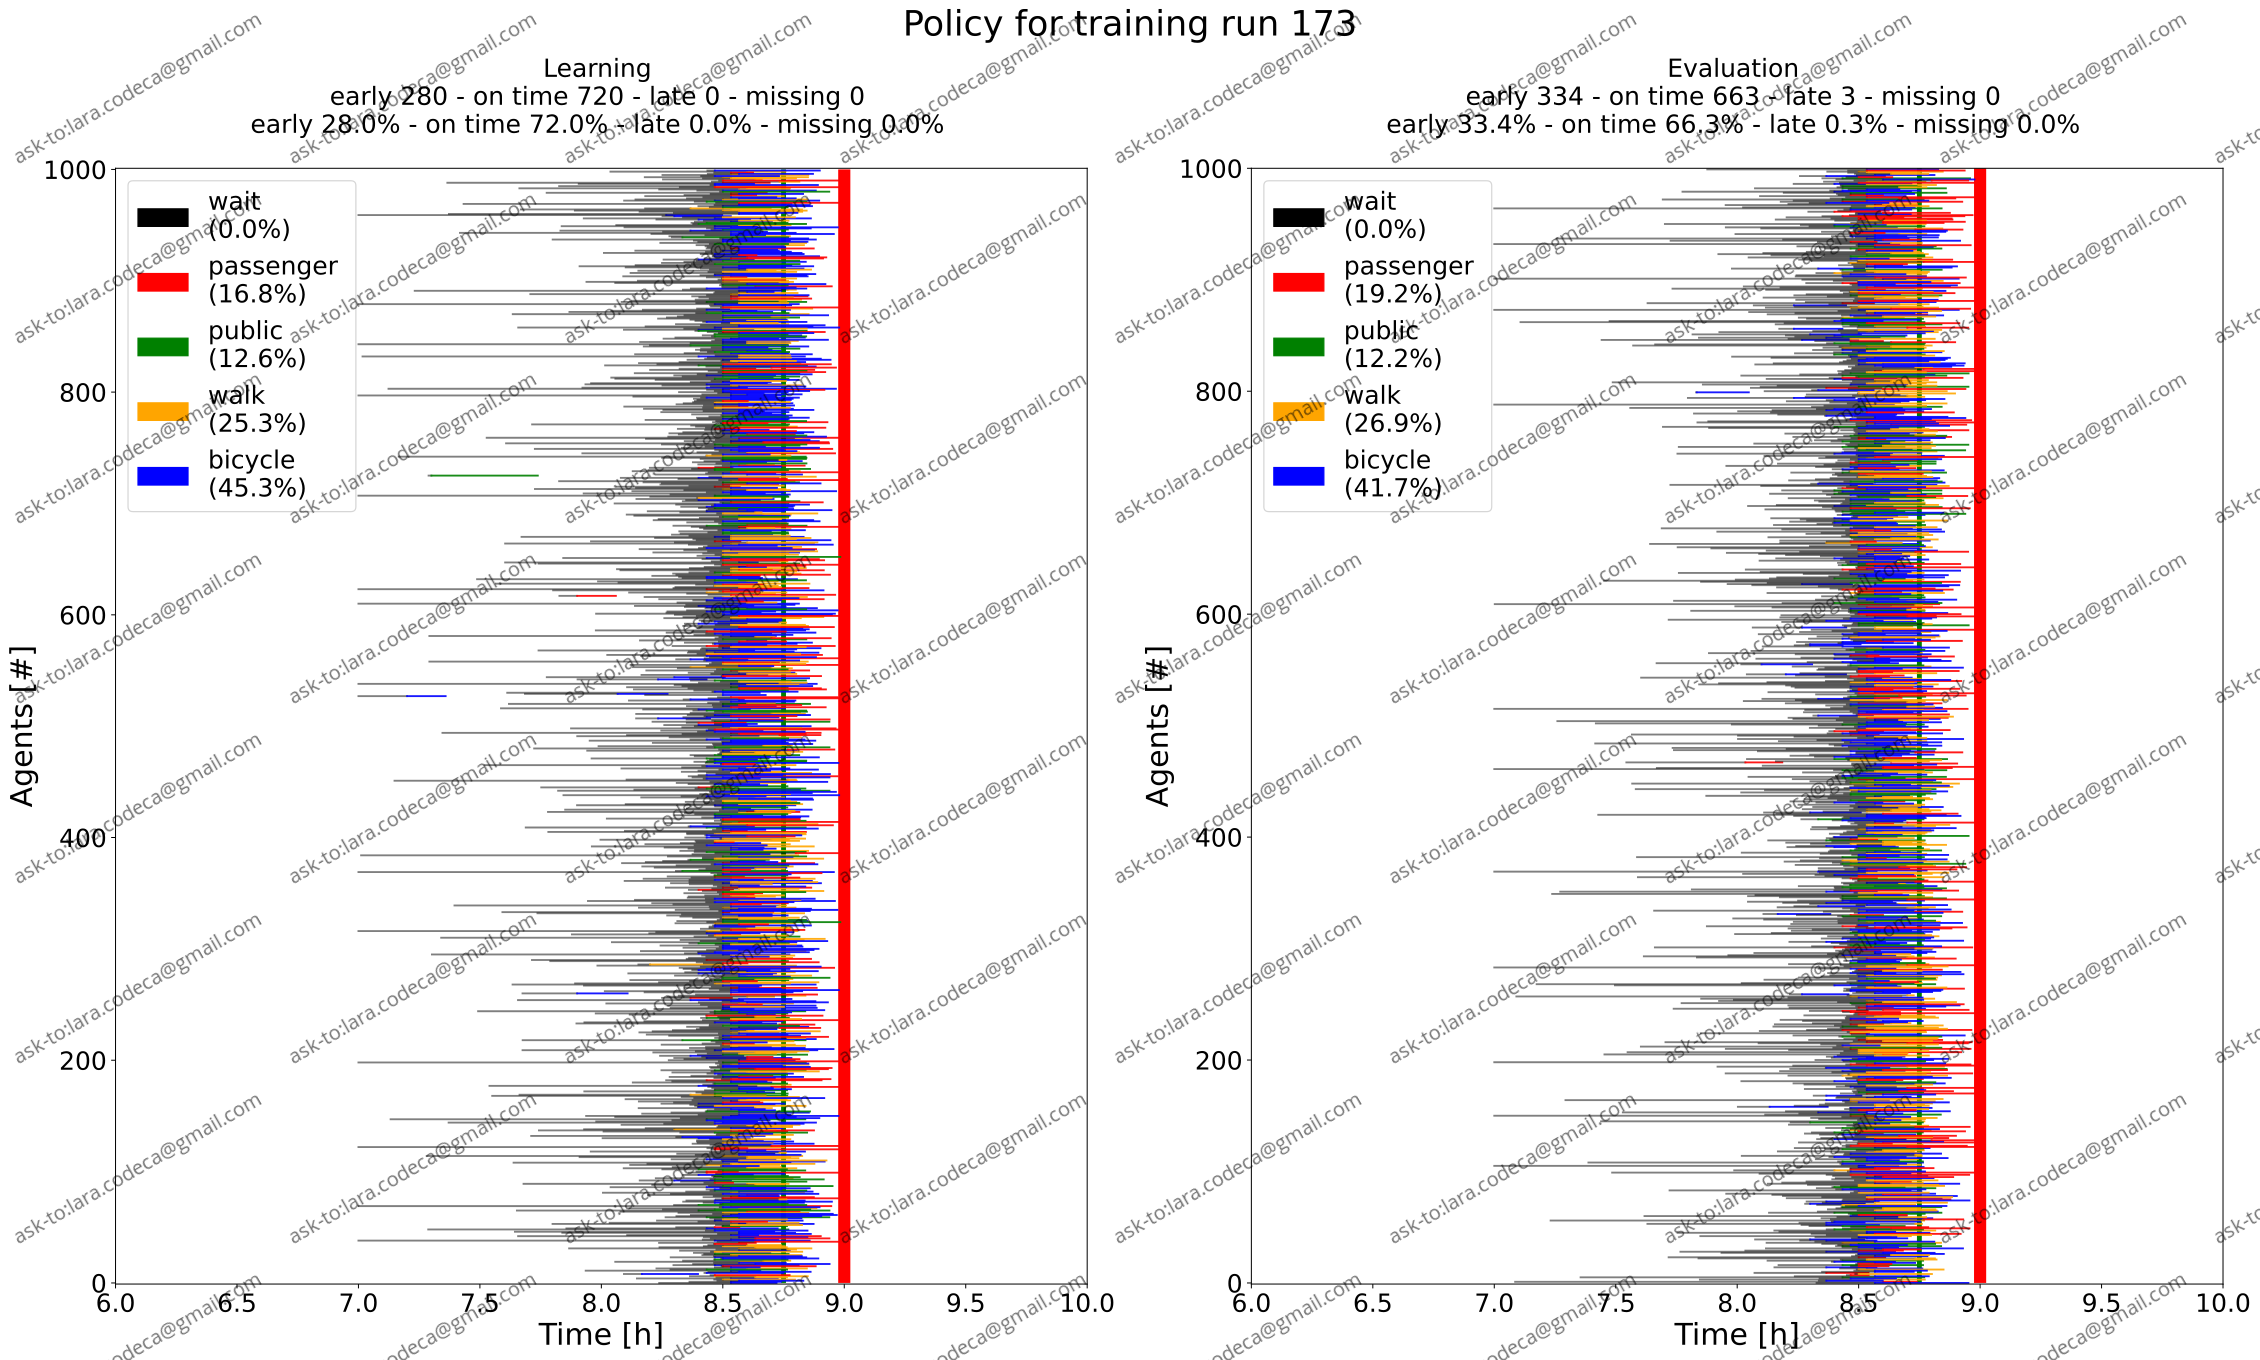 Policy for training run 173
Learning
early 280 - on time 720 - late 0 - missing 0
early 28.0% - on time 72.0% - late 0.0% - missing 0.0%
1000
800
600
400
200
0
Agents [#]
wait
(0.0%)
passenger
(16.8%)
public
(12.6%)
walk
(25.3%)
bicycle
(45.3%)
6.0 6.5 7.0 7.5 8.0 8.5 9.0 9.5 10.0
Time [h]
Evaluation
early 334 - on time 663 - late 3 - missing 0
early 33.4% - on time 66.3% - late 0.3% - missing 0.0%
1000
800
600
400
200
0
Agents [#]
wait
(0.0%)
passenger
(19.2%)
public
(12.2%)
walk
(26.9%)
bicycle
(41.7%)
6.0 6.5 7.0 7.5 8.0 8.5 9.0 9.5 10.0
Time [h]
ask-to:lara.codeca@gmail.com